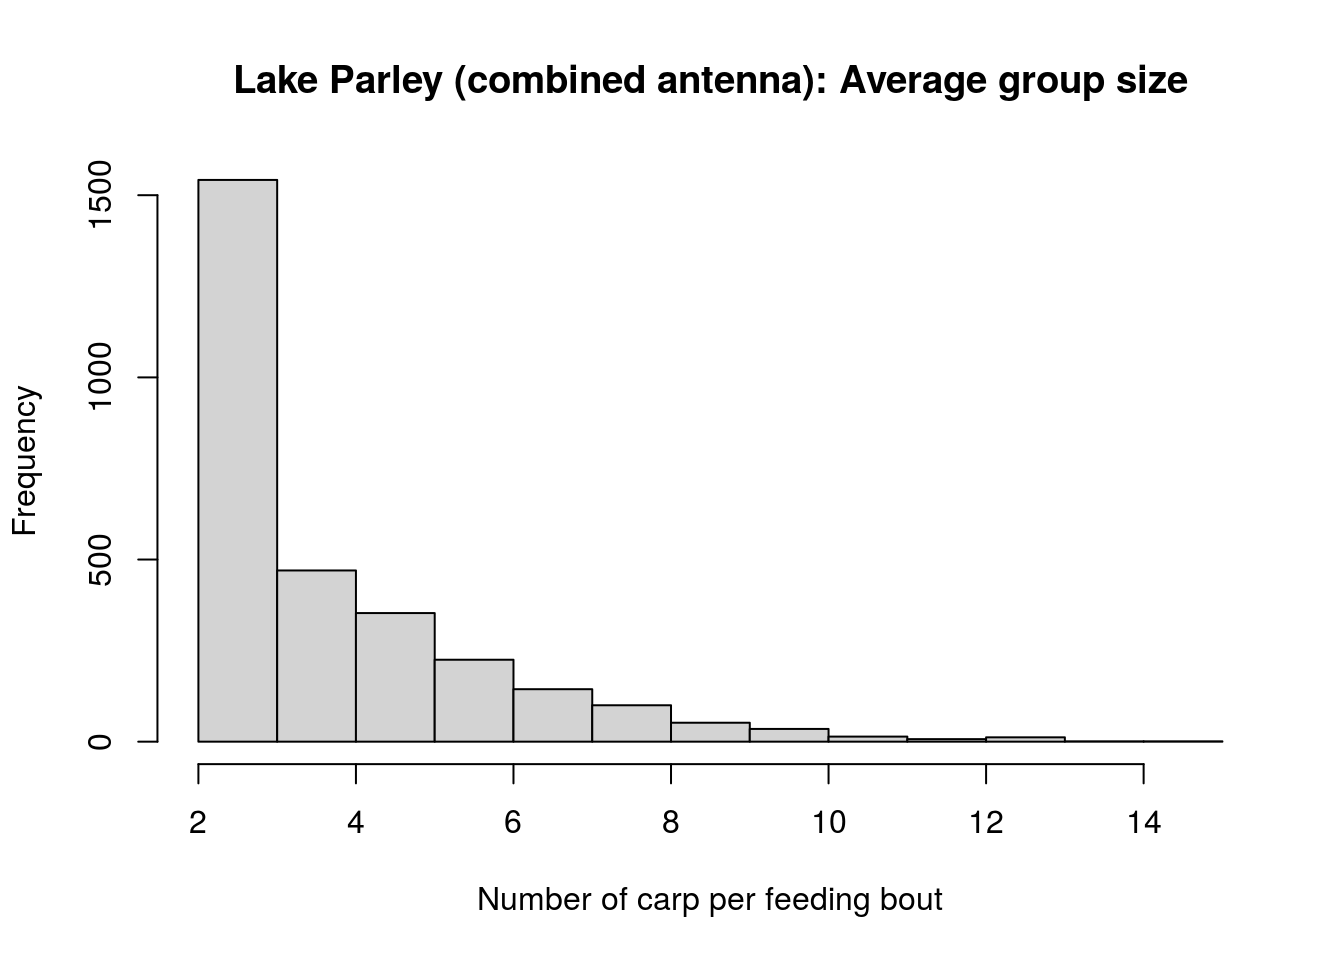 Lake Parley (combined antenna): Average group size
Frequency
1500
1000
500
0
2 4 6 8 10 12 14
Number of carp per feeding bout